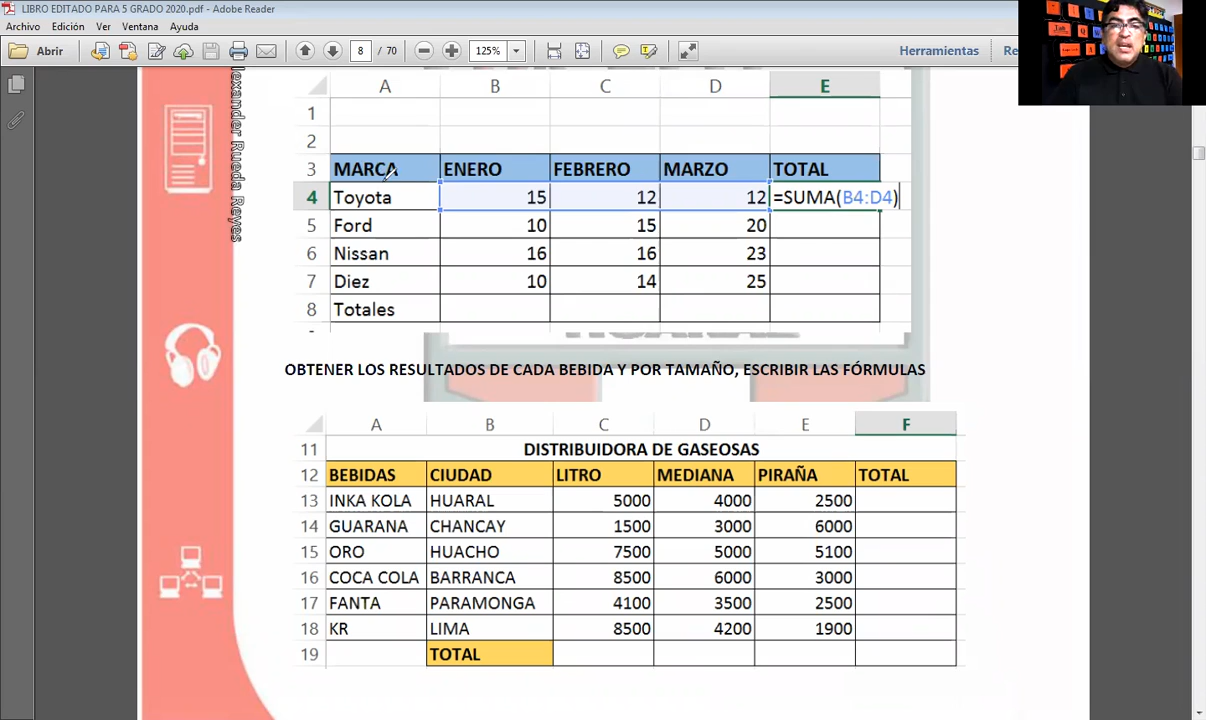 LIBRO EDITADO PARA 5 GRADO 2020.pdf - Adobe Reader
Archivo Edición Ver Ventana Ayuda
Abrir 8 / 70 125% Herramientas
lexander Rueda Reyes
A B C D E
1
2
3 MARCA ENERO FEBRERO MARZO TOTAL
4 Toyota 15 12 12 =SUMA(B4:D4)
5 Ford 10 15 20
6 Nissan 16 16 23
7 Diez 10 14 25
8 Totales
OBTENER LOS RESULTADOS DE CADA BEBIDA Y POR TAMAÑO, ESCRIBIR LAS FÓRMULAS
A B C D E F
11 DISTRIBUIDORA DE GASEOSAS
12 BEBIDAS CIUDAD LITRO MEDIANA PIRAÑA TOTAL
13 INKA KOLA HUARAL 5000 4000 2500
14 GUARANA CHANCAY 1500 3000 6000
15 ORO HUACHO 7500 5000 5100
16 COCA COLA BARRANCA 8500 6000 3000
17 FANTA PARAMONGA 4100 3500 2500
18 KR LIMA 8500 4200 1900
19 TOTAL